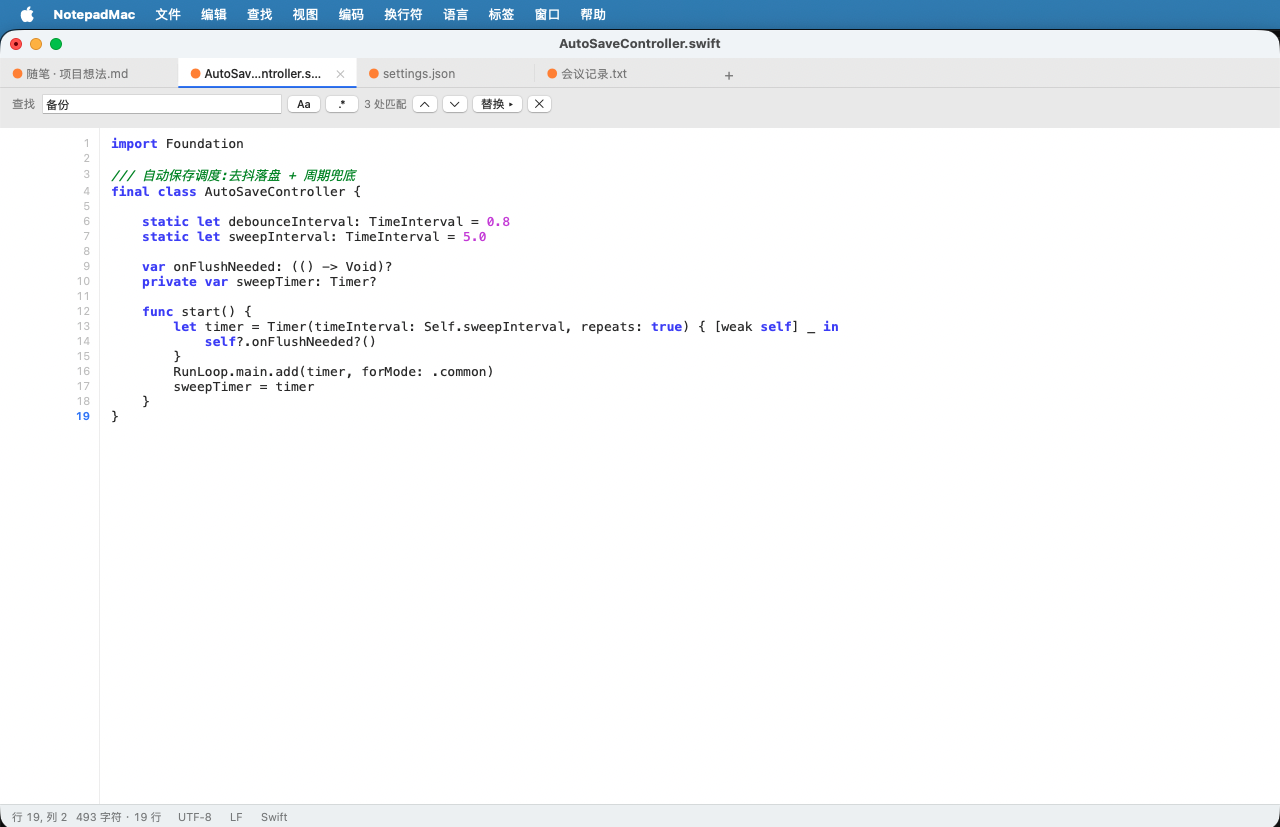 NotepadMac 文件 编辑 查找 视图 编码 换行符 语言 标签 窗口 帮助
AutoSaveController.swift
随笔 · 项目想法.md AutoSav...ntroller.s... settings.json 会议记录.txt +
查找 备份 Aa .* 3 处匹配 替换 ▸
1 import Foundation
2
3 /// 自动保存调度:去抖落盘 + 周期兜底
4 final class AutoSaveController {
5
6     static let debounceInterval: TimeInterval = 0.8
7     static let sweepInterval: TimeInterval = 5.0
8
9     var onFlushNeeded: (() -> Void)?
10     private var sweepTimer: Timer?
11
12     func start() {
13         let timer = Timer(timeInterval: Self.sweepInterval, repeats: true) { [weak self] _ in
14             self?.onFlushNeeded?()
15         }
16         RunLoop.main.add(timer, forMode: .common)
17         sweepTimer = timer
18     }
19 }
行 19, 列 2 493 字符 · 19 行 UTF-8 LF Swift